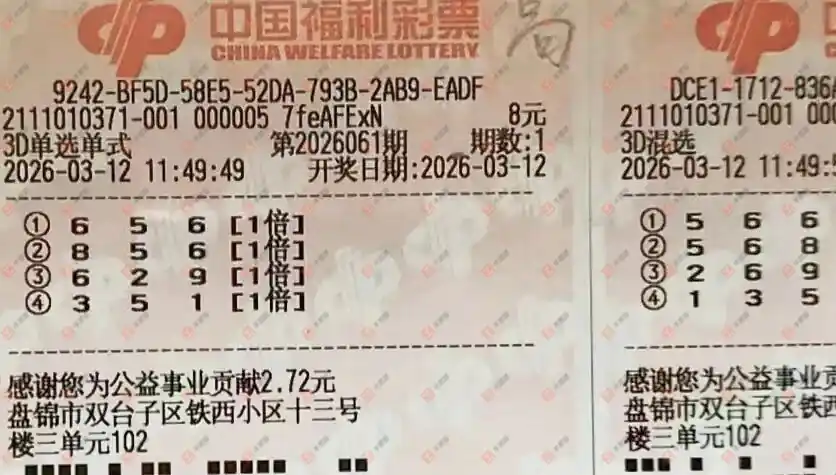 中国福利彩票
CHINA WELFARE LOTTERY
9242-BF5D-58E5-52DA-793B-2AB9-EADF
2111010371-001 000005 7feAFExN 8元
3D单选单式 第2026061期 期数:1
2026-03-12 11:49:49 开奖日期:2026-03-12
① 6 5 6 [1倍]
② 8 5 6 [1倍]
③ 6 2 9 [1倍]
④ 3 5 1 [1倍]
感谢您为公益事业贡献2.72元
盘锦市双台子区铁西小区十三号
楼三单元102
中
CHINA
DCE1-1712-836
2111010371-001 00
3D混选
2026-03-12 11:49:
① 5 6 6
② 5 6 8
③ 2 6 9
④ 1 3 5
感谢您为公益事业
盘锦市双台子区铁
楼三单元102